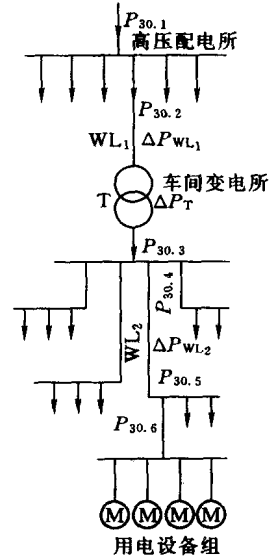 P30.1
高压配电所
P30.2
WL1 ΔPWL1
车间变电所
T ΔPT
P30.3
P30.4
WL2
ΔPWL2
P30.5
P30.6
M M M M
用电设备组